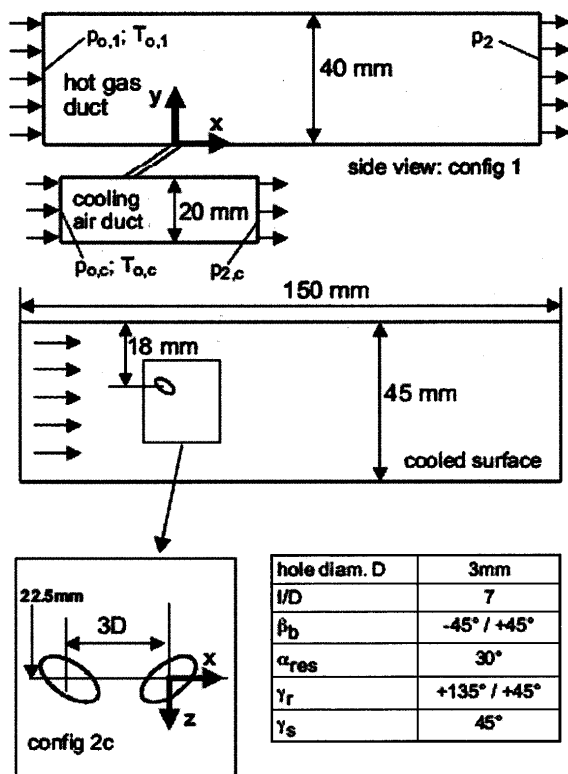 p₀,₁; T₀,₁
p₂
hot gas
duct
y
x
40 mm
side view: config 1
cooling
air duct
20 mm
p₀,c; T₀,c
p₂,c
150 mm
18 mm
45 mm
cooled surface
22.5mm
3D
x
z
config 2c
hole diam. D 3mm
l/D 7
βb -45° / +45°
αres 30°
γr +135° / +45°
γs 45°